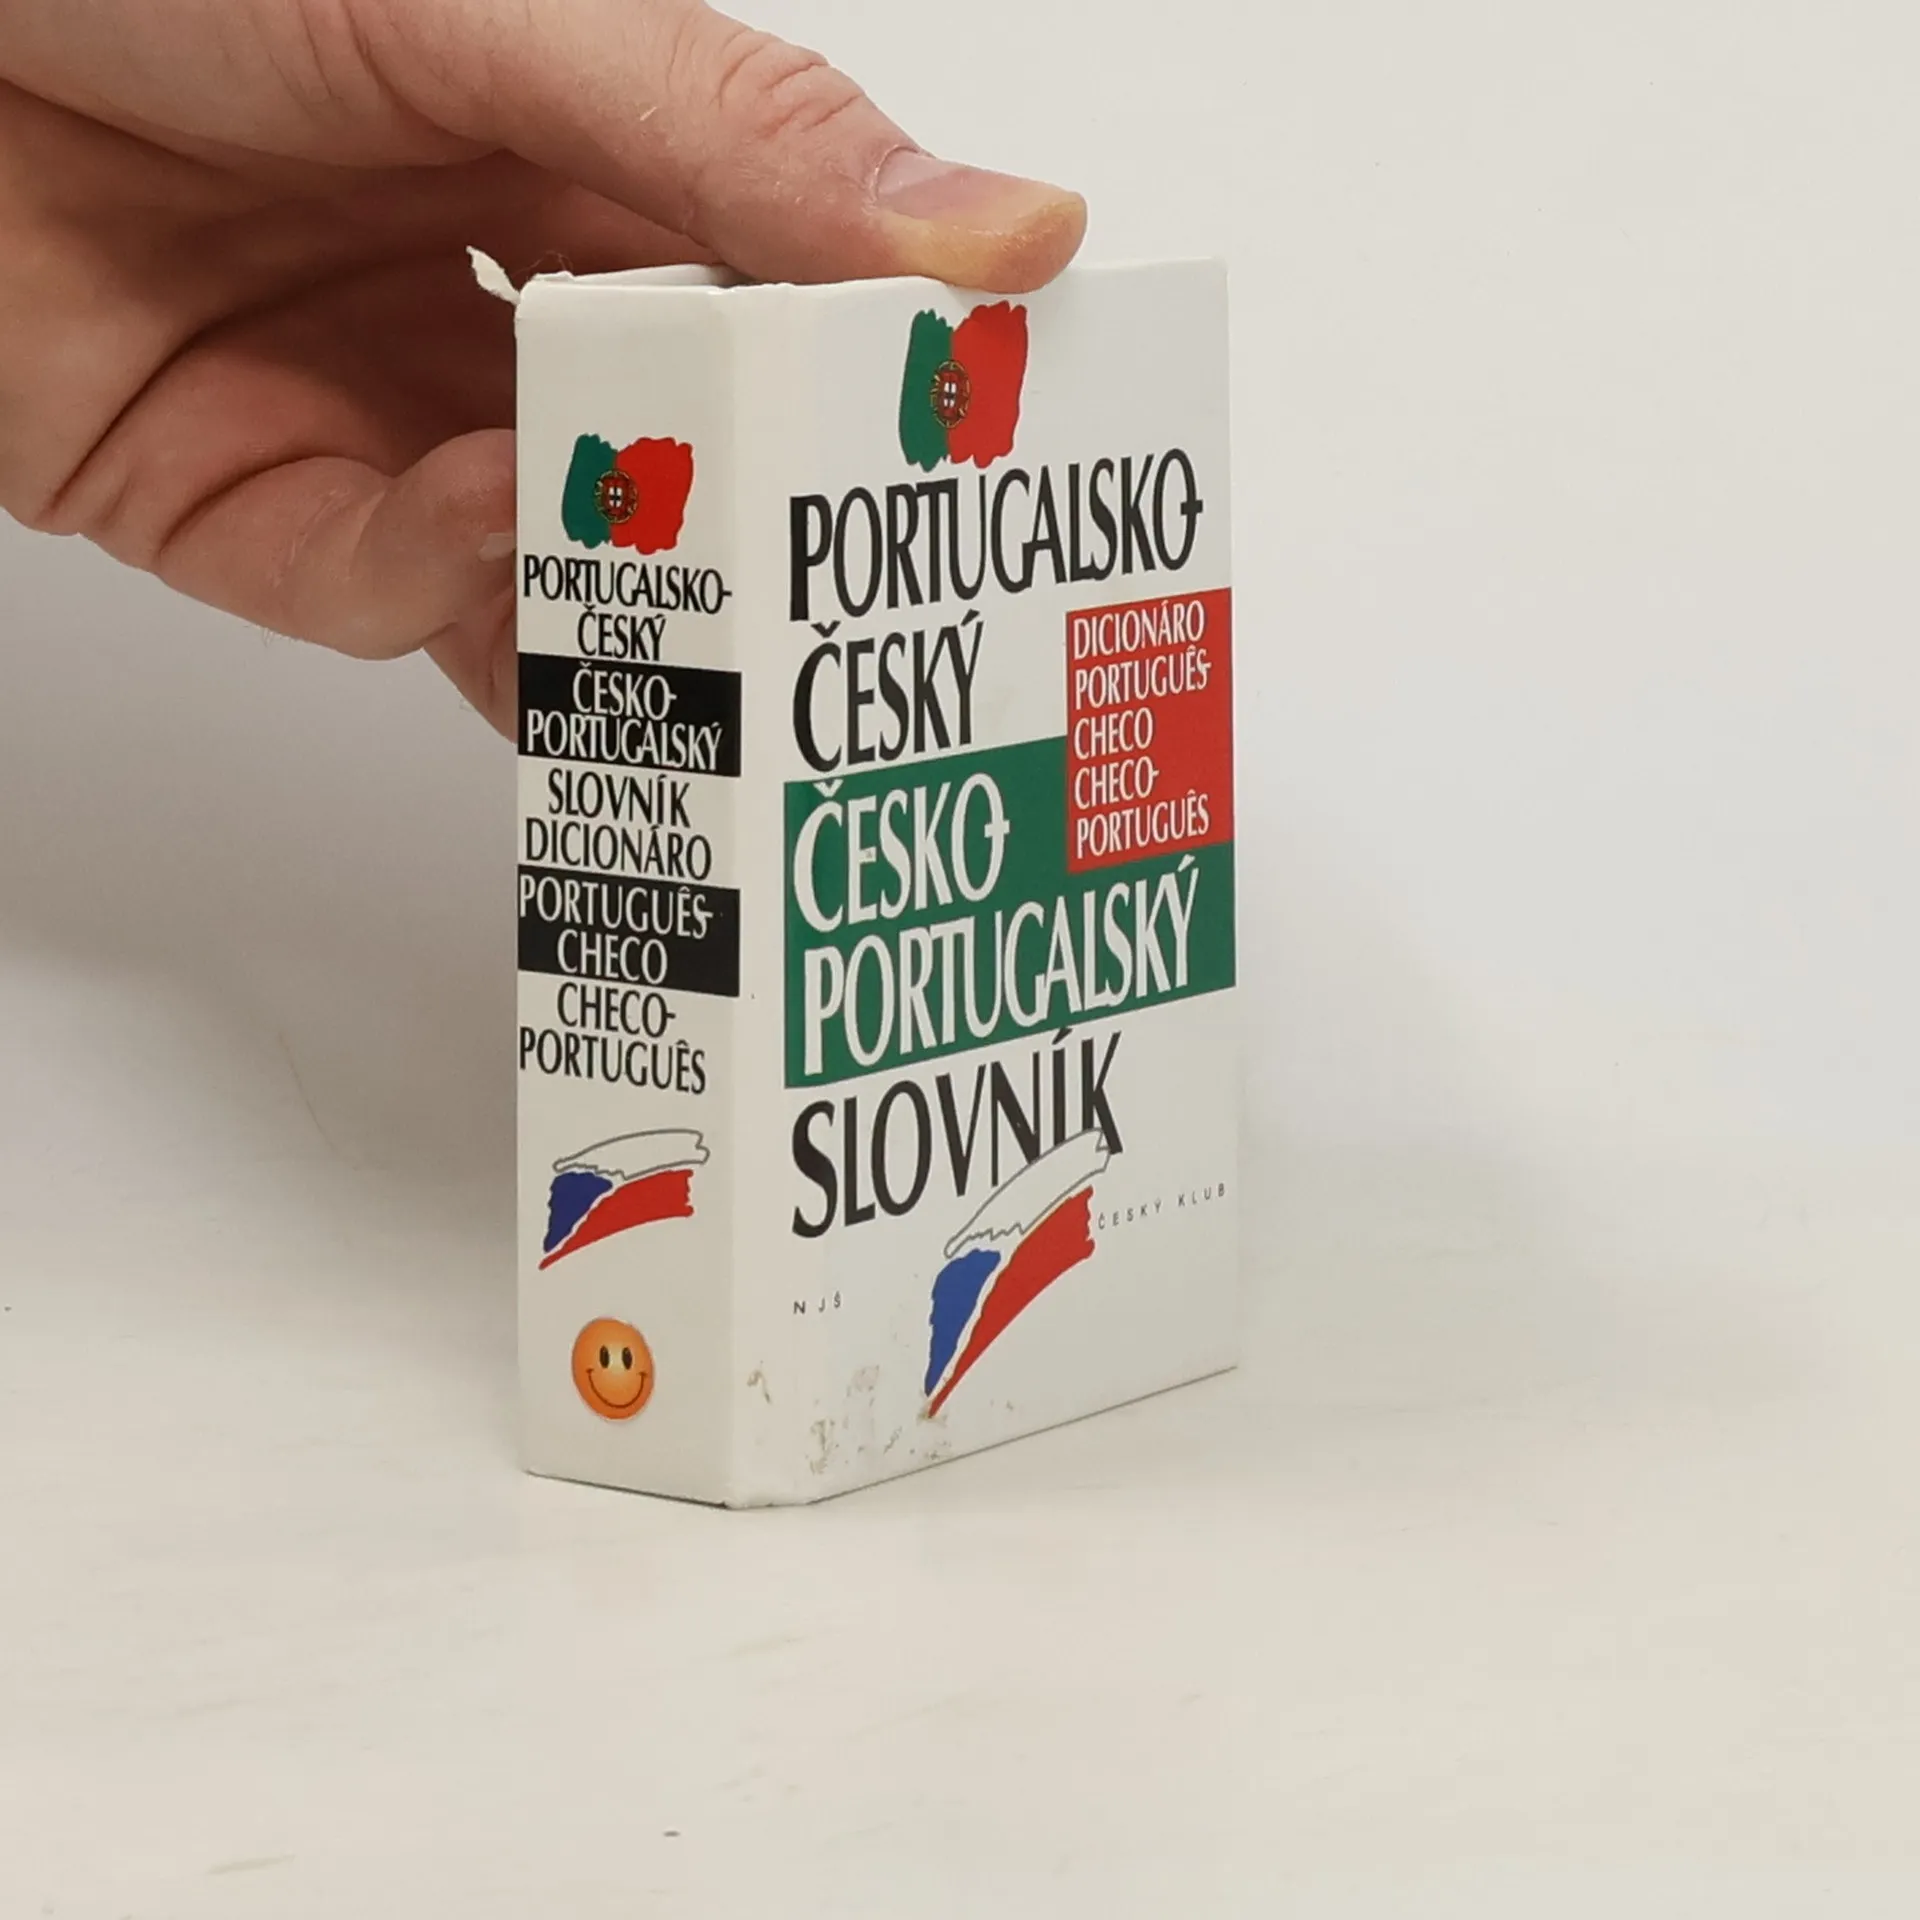 PORTUGALSKO-
ČESKÝ
ČESKO-
PORTUGALSKÝ
SLOVNÍK
DICIONÁRO
PORTUGUÊS-
CHECO
CHECO-
PORTUGUÊS
PORTUGALSKO-
ČESKÝ
DICIONÁRO
PORTUGUÊS-
CHECO
CHECO-
PORTUGUÊS
ČESKO-
PORTUGALSKÝ
SLOVNÍK
ČESKÝ KLUB
NJŠ